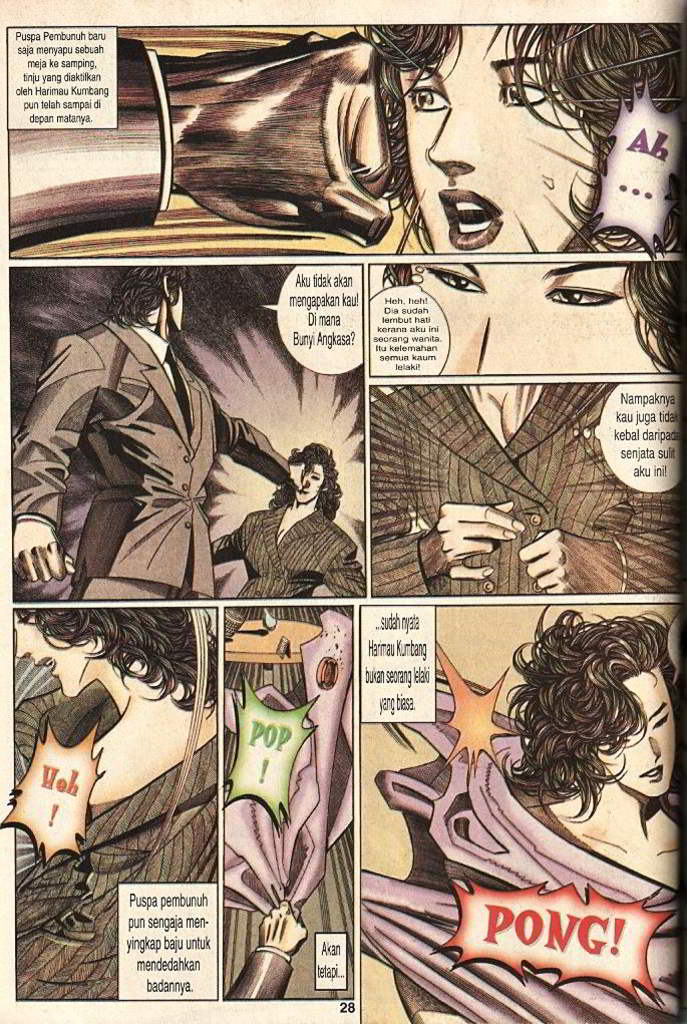 Puspa Pembunuh baru
saja menyapu sebuah
meja ke samping,
tinju yang diaktilkan
oleh Harimau Kumbang
pun telah sampai di
depan matanya.
Ah
...
Aku tidak akan
mengapakan kau!
Di mana
Bunyi Angkasa?
Heh, heh!
Dia sudah
lembut hati
kerana aku ini
seorang wanita.
Itu kelemahan
semua kaum
lelaki!
Nampaknya
kau juga tidak
kebal daripada
senjata sulit
aku ini!
Heh
!
Puspa pembunuh
pun sengaja men-
yingkap baju untuk
mendedahkan
badannya.
POP
!
Akan
tetapi...
...sudah nyata
Harimau Kumbang
bukan seorang lelaki
yang biasa.
PONG!
28